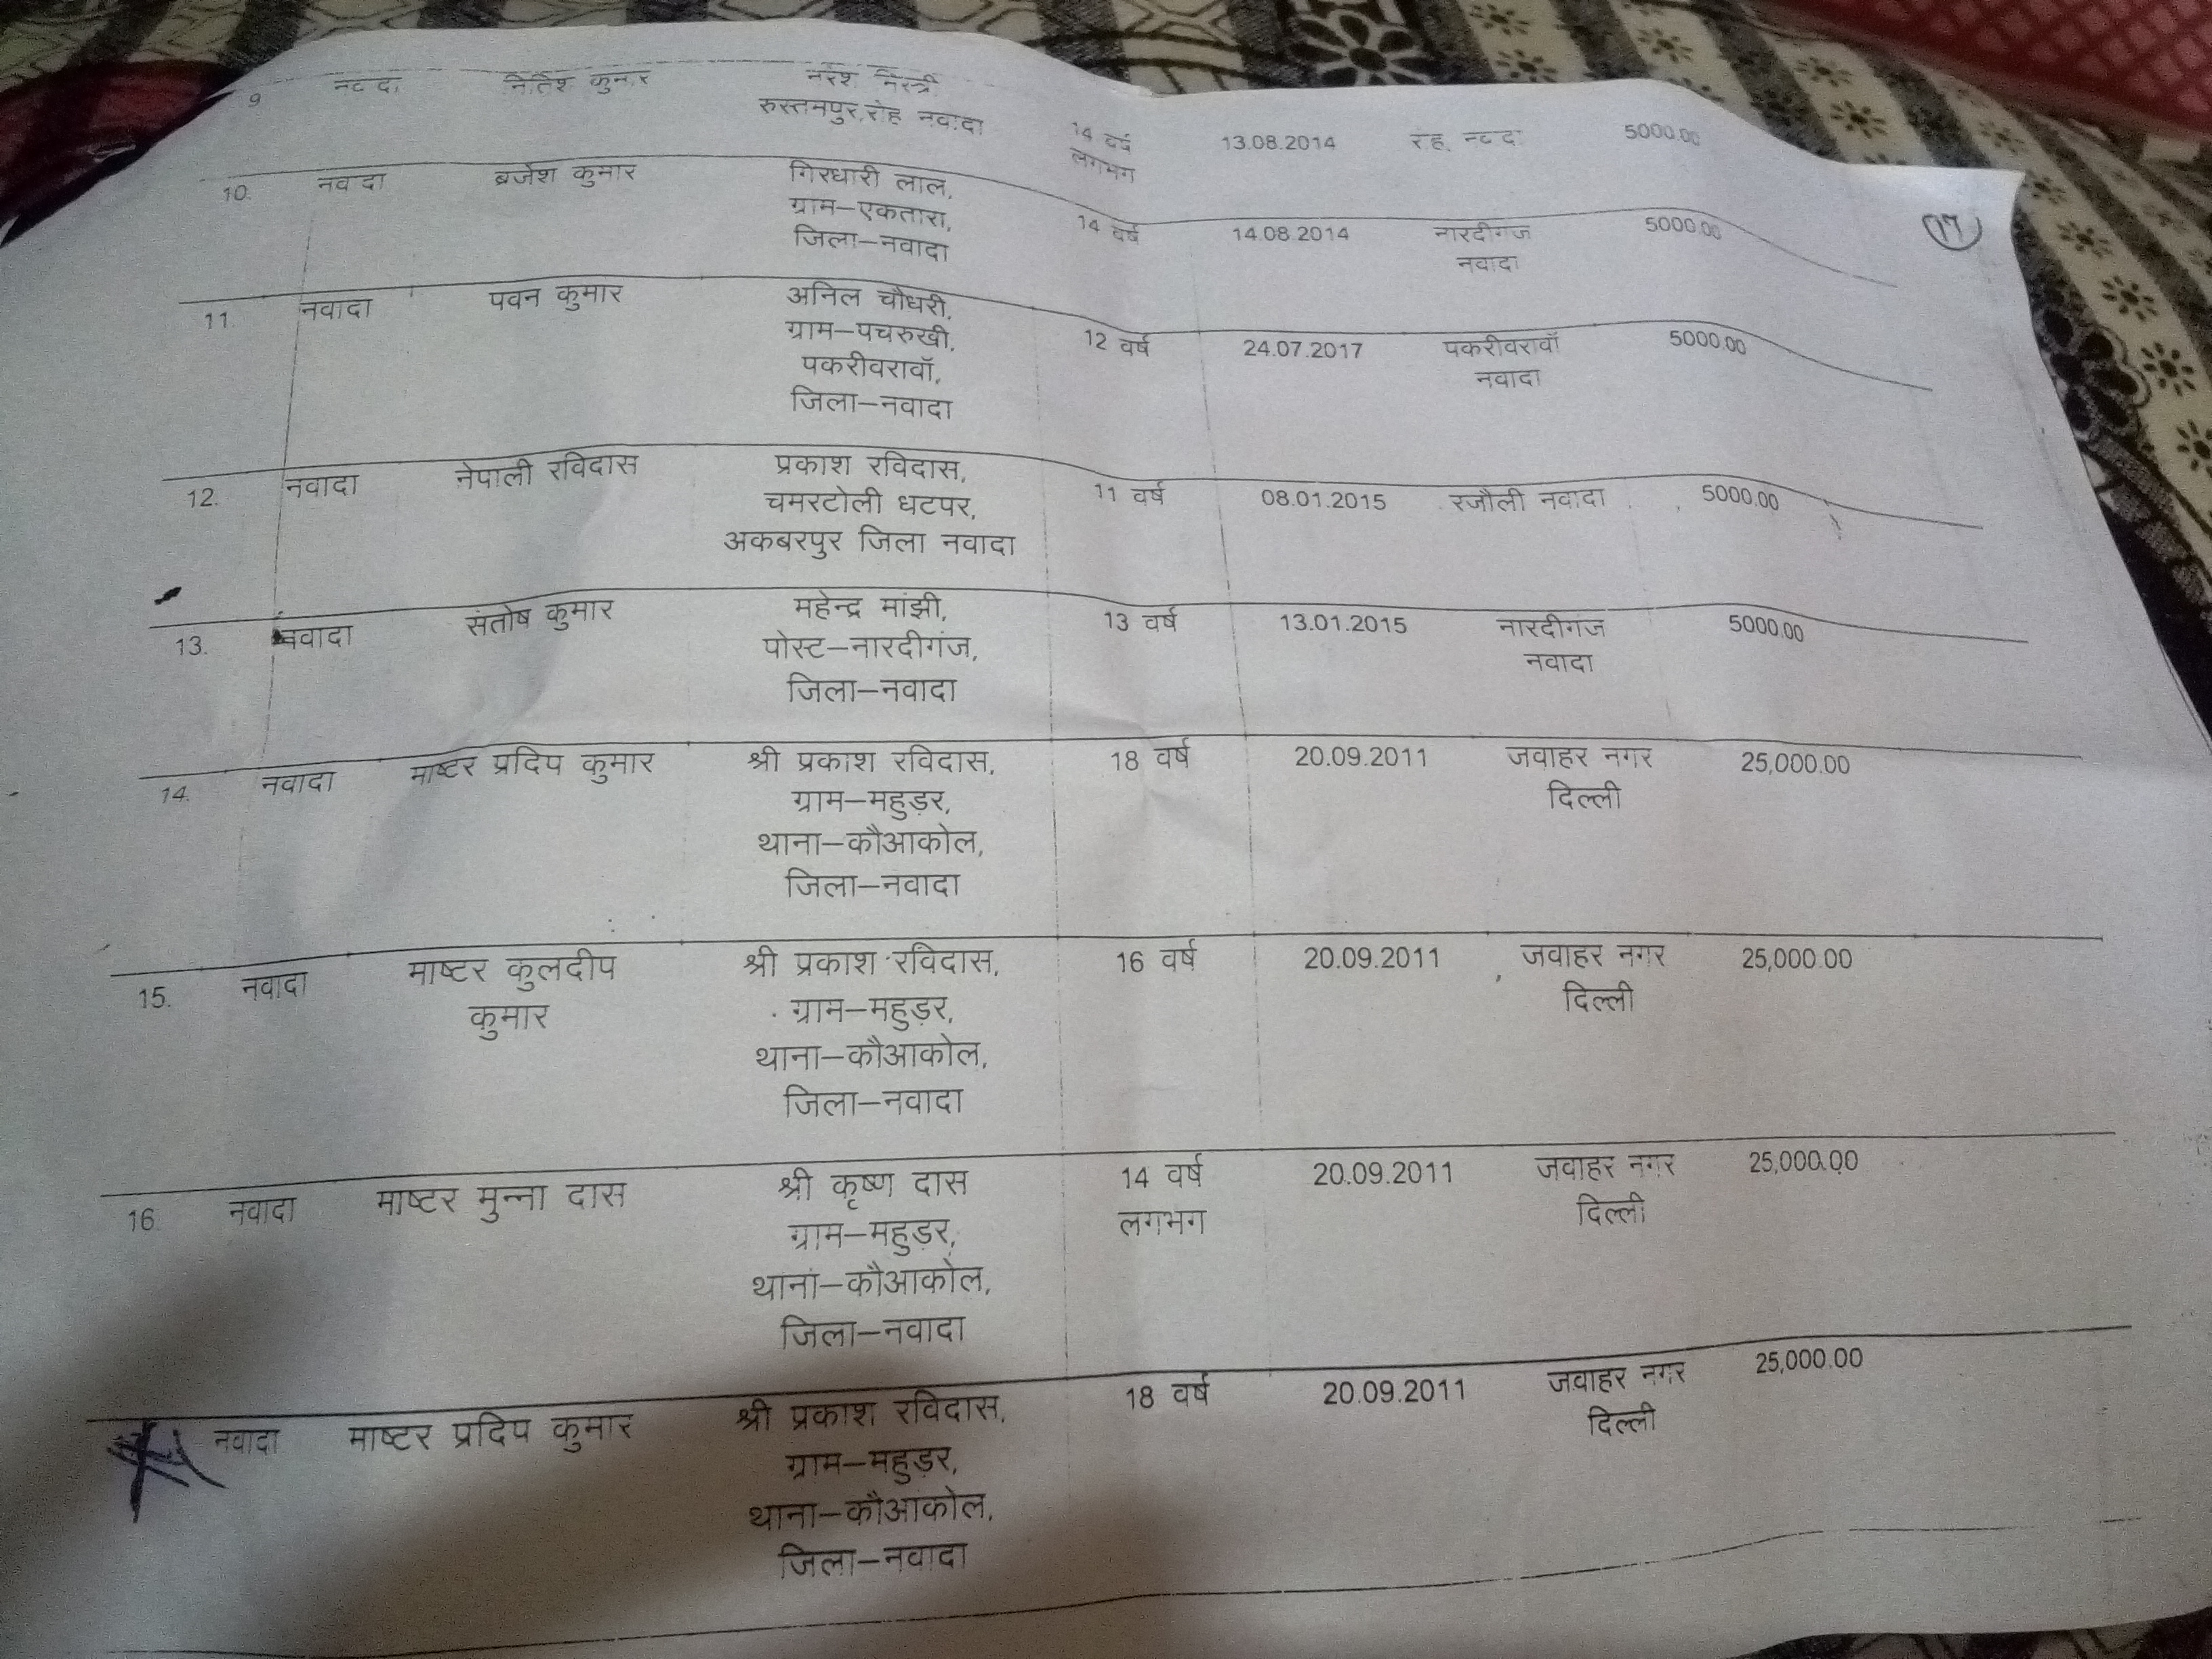 9 नवादा नितिश कुमार नरेश मिस्त्री
रुस्तमपुर,रोह नवादा 14 वर्ष 13.08.2014 रोह, नवादा 5000.00
लगभग
10. नवादा ब्रजेश कुमार गिरधारी लाल, 14 वर्ष 14.08.2014 नारदीगंज 5000.00
ग्राम–एकतारा, नवादा
जिला–नवादा
17
11. नवादा पवन कुमार अनिल चौधरी, 12 वर्ष 24.07.2017 पकरीवरावॉ 5000.00
ग्राम–पचरुखी, नवादा
पकरीवरावॉ,
जिला–नवादा
12. नवादा नेपाली रविदास प्रकाश रविदास, 11 वर्ष 08.01.2015 रजौली नवादा 5000.00
चमरटोली धटपर,
अकबरपुर जिला नवादा
13. नवादा संतोष कुमार महेन्द्र मांझी, 13 वर्ष 13.01.2015 नारदीगंज 5000.00
पोस्ट–नारदीगंज, नवादा
जिला–नवादा
14. नवादा माष्टर प्रदिप कुमार श्री प्रकाश रविदास, 18 वर्ष 20.09.2011 जवाहर नगर 25,000.00
ग्राम–महुड़र, दिल्ली
थाना–कौआकोल,
जिला–नवादा
15. नवादा माष्टर कुलदीप श्री प्रकाश रविदास, 16 वर्ष 20.09.2011 जवाहर नगर 25,000.00
कुमार ग्राम–महुड़र, दिल्ली
थाना–कौआकोल,
जिला–नवादा
16. नवादा माष्टर मुन्ना दास श्री कृष्ण दास 14 वर्ष 20.09.2011 जवाहर नगर 25,000.00
ग्राम–महुड़र, लगभग दिल्ली
थाना–कौआकोल,
जिला–नवादा
नवादा माष्टर प्रदिप कुमार श्री प्रकाश रविदास, 18 वर्ष 20.09.2011 जवाहर नगर 25,000.00
ग्राम–महुड़र, दिल्ली
थाना–कौआकोल,
जिला–नवादा